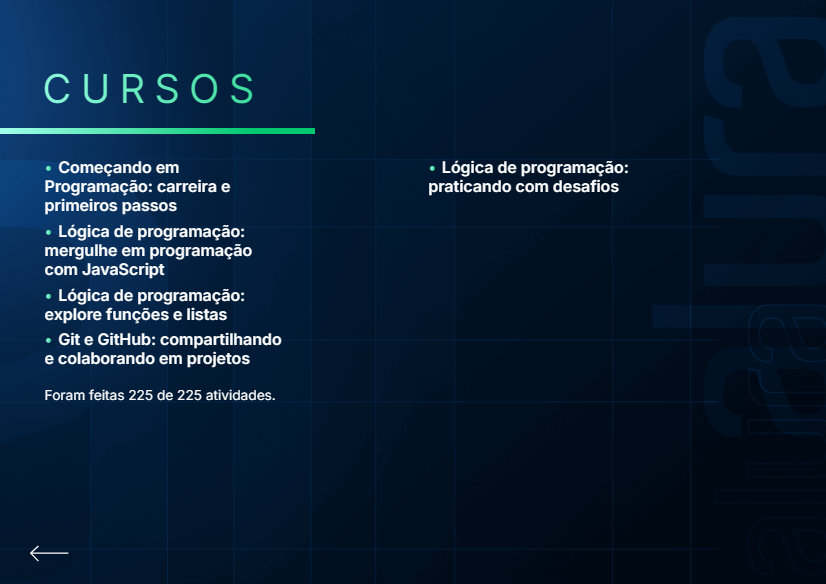 CURSOS
• Começando em
Programação: carreira e
primeiros passos
• Lógica de programação:
mergulhe em programação
com JavaScript
• Lógica de programação:
explore funções e listas
• Git e GitHub: compartilhando
e colaborando em projetos
Foram feitas 225 de 225 atividades.
• Lógica de programação:
praticando com desafios
alura
alura